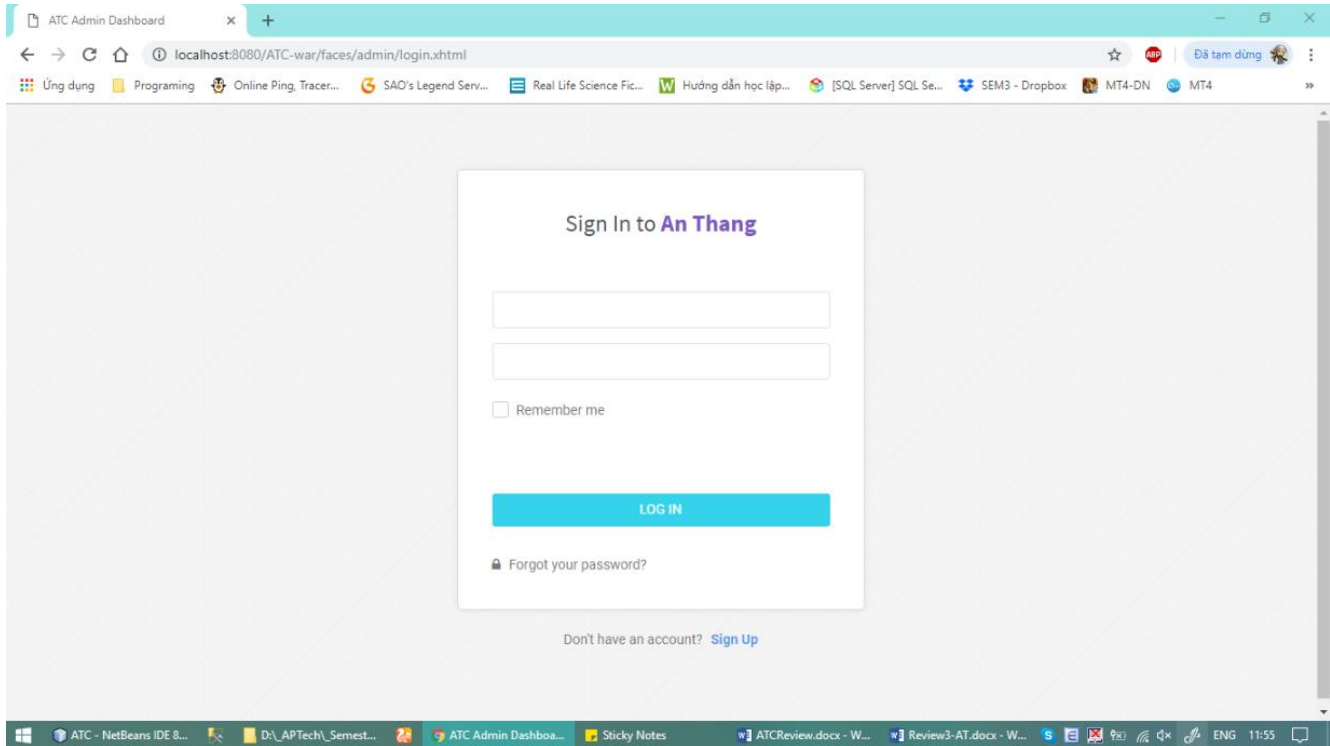 ATC Admin Dashboard
localhost:8080/ATC-war/faces/admin/login.xhtml
ABP
Đã tạm dừng
Ứng dụng
Programing
Online Ping, Tracer...
SAO's Legend Serv...
Real Life Science Fic...
Hướng dẫn học lập...
[SQL Server] SQL Se...
SEM3 - Dropbox
MT4-DN
MT4
Sign In to An Thang
Remember me
LOG IN
Forgot your password?
Don't have an account? Sign Up
ATC - NetBeans IDE 8...
D:\_APTech\_Semest...
ATC Admin Dashboa...
Sticky Notes
ATCReview.docx - W...
Review3-AT.docx - W...
ENG
11:55